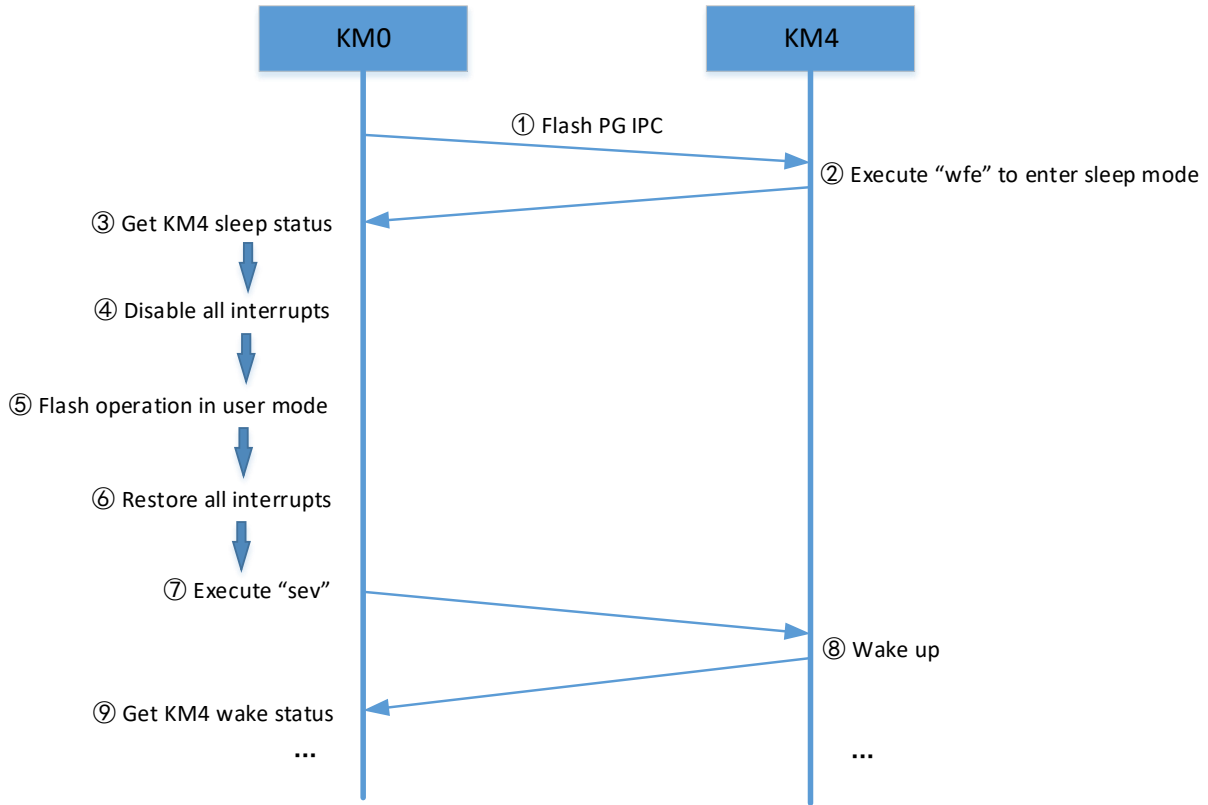 KM0
KM4
① Flash PG IPC
② Execute “wfe” to enter sleep mode
③ Get KM4 sleep status
④ Disable all interrupts
⑤ Flash operation in user mode
⑥ Restore all interrupts
⑦ Execute “sev”
⑧ Wake up
⑨ Get KM4 wake status
...
...